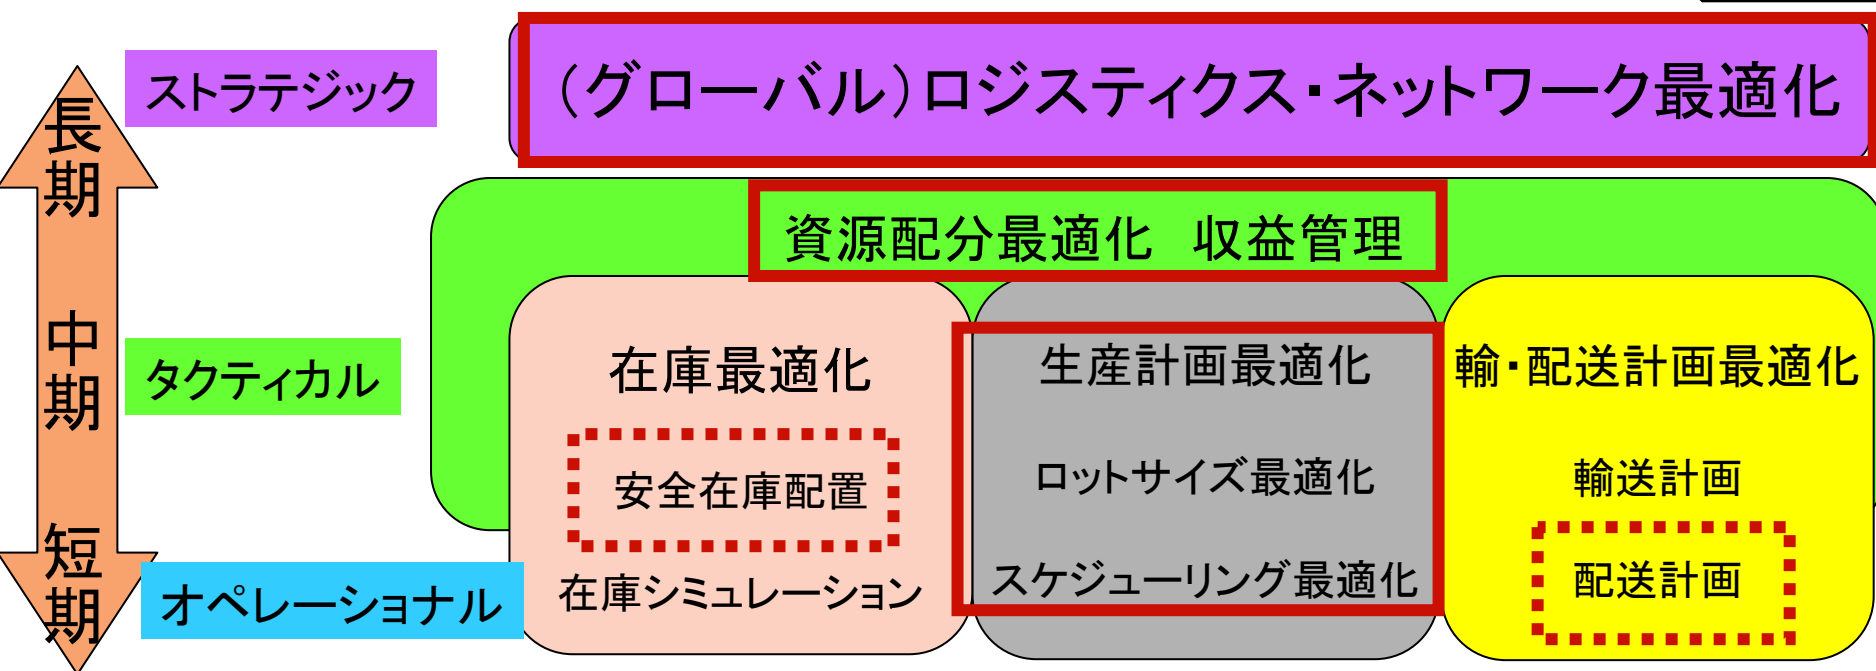 長期
中期
短期
ストラテジック
タクティカル
オペレーショナル
(グローバル)ロジスティクス・ネットワーク最適化
資源配分最適化 収益管理
在庫最適化
安全在庫配置
在庫シミュレーション
生産計画最適化
ロットサイズ最適化
スケジューリング最適化
輸・配送計画最適化
輸送計画
配送計画